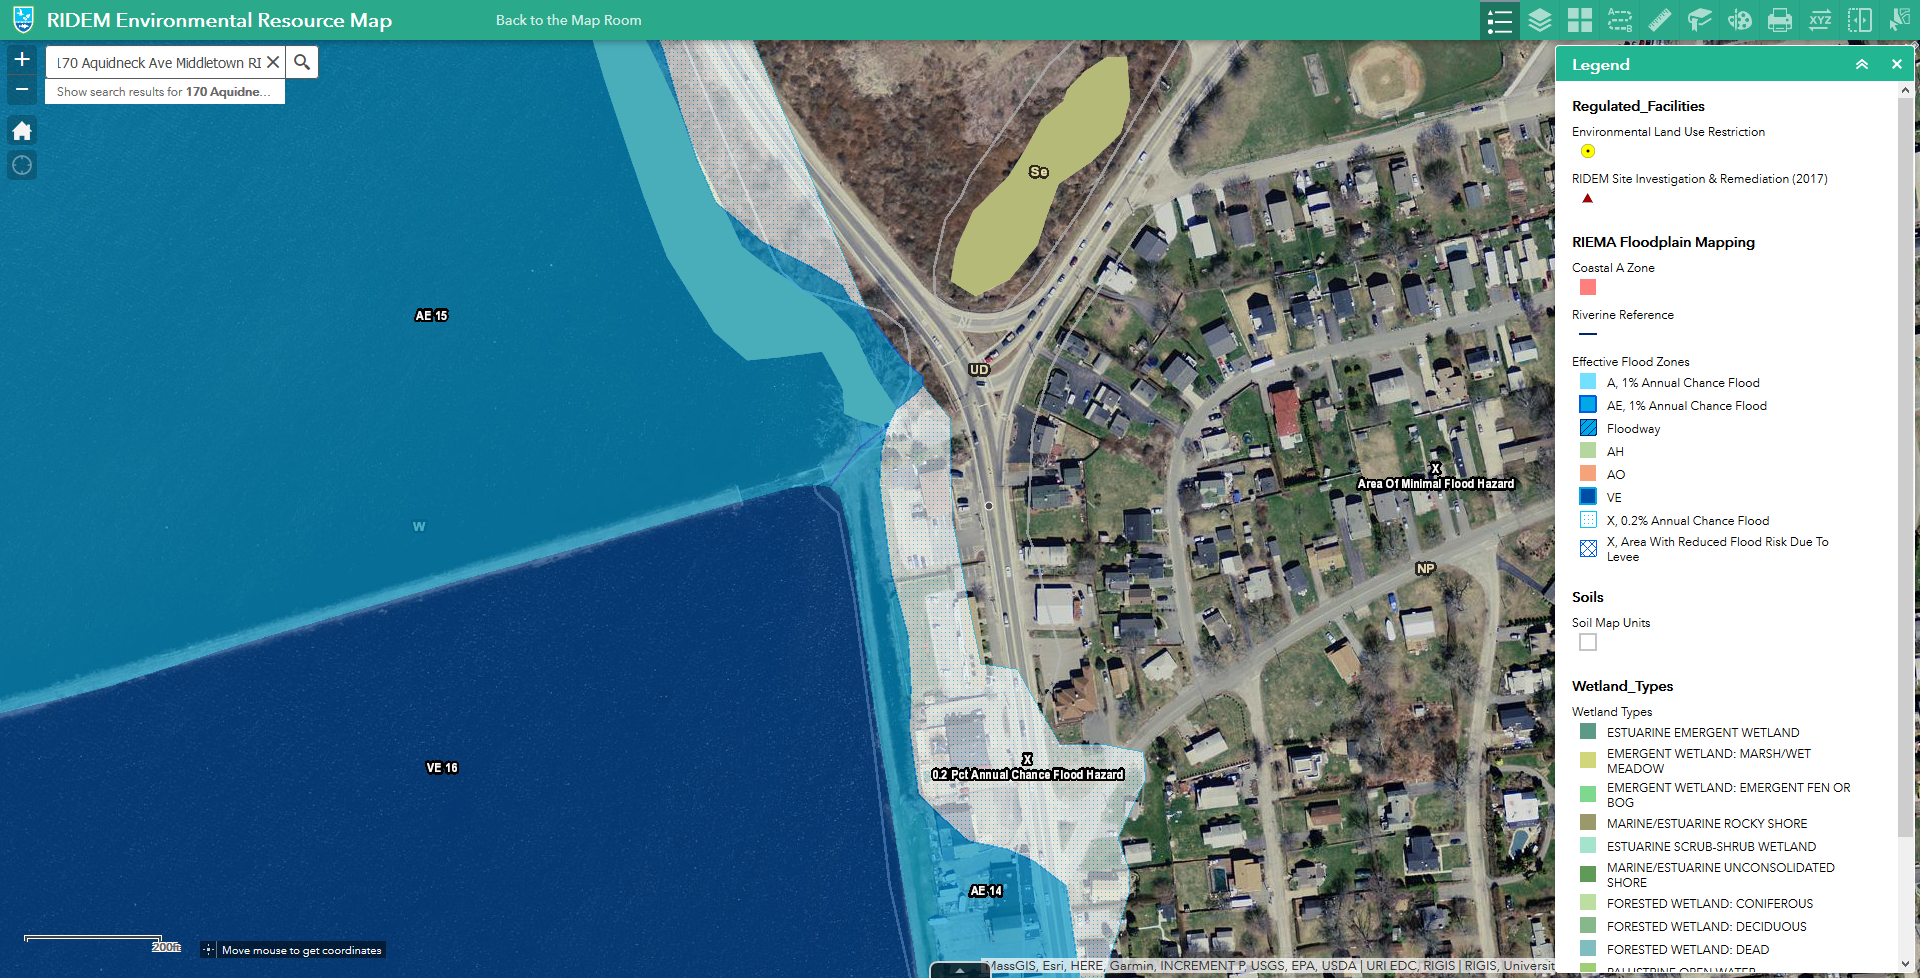 RIDEM Environmental Resource Map
Back to the Map Room
170 Aquidneck Ave Middletown RI
Show search results for 170 Aquidne...
Se
AE 15
UD
X
Area Of Minimal Flood Hazard
W
NP
VE 16
X
0.2 Pct Annual Chance Flood Hazard
AE 14
200ft
Move mouse to get coordinates
MassGIS, Esri, HERE, Garmin, INCREMENT P, USGS, EPA, USDA | URI EDC, RIGIS | RIGIS, Universit
Legend
Regulated_Facilities
Environmental Land Use Restriction
RIDEM Site Investigation & Remediation (2017)
RIEMA Floodplain Mapping
Coastal A Zone
Riverine Reference
Effective Flood Zones
A, 1% Annual Chance Flood
AE, 1% Annual Chance Flood
Floodway
AH
AO
VE
X, 0.2% Annual Chance Flood
X, Area With Reduced Flood Risk Due To
Levee
Soils
Soil Map Units
Wetland_Types
Wetland Types
ESTUARINE EMERGENT WETLAND
EMERGENT WETLAND: MARSH/WET
MEADOW
EMERGENT WETLAND: EMERGENT FEN OR
BOG
MARINE/ESTUARINE ROCKY SHORE
ESTUARINE SCRUB-SHRUB WETLAND
MARINE/ESTUARINE UNCONSOLIDATED
SHORE
FORESTED WETLAND: CONIFEROUS
FORESTED WETLAND: DECIDUOUS
FORESTED WETLAND: DEAD
PALUSTRINE OPEN WATER